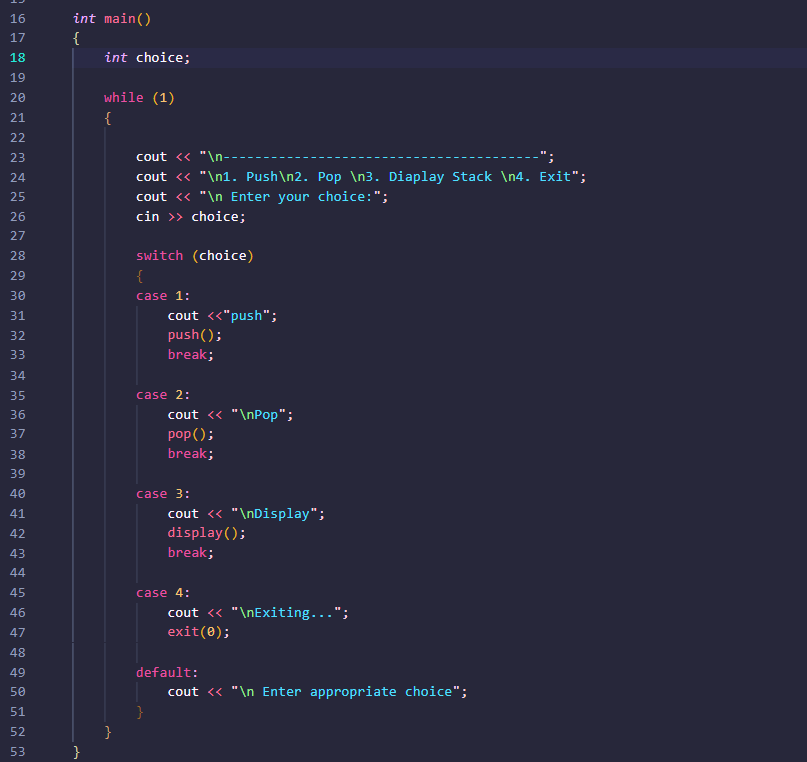 15
16 int main()
17 {
18 int choice;
19
20 while (1)
21 {
22
23 cout << "\n----------------------------------------";
24 cout << "\n1. Push\n2. Pop \n3. Diaplay Stack \n4. Exit";
25 cout << "\n Enter your choice:";
26 cin >> choice;
27
28 switch (choice)
29 {
30 case 1:
31 cout <<"push";
32 push();
33 break;
34
35 case 2:
36 cout << "\nPop";
37 pop();
38 break;
39
40 case 3:
41 cout << "\nDisplay";
42 display();
43 break;
44
45 case 4:
46 cout << "\nExiting...";
47 exit(0);
48
49 default:
50 cout << "\n Enter appropriate choice";
51 }
52 }
53 }